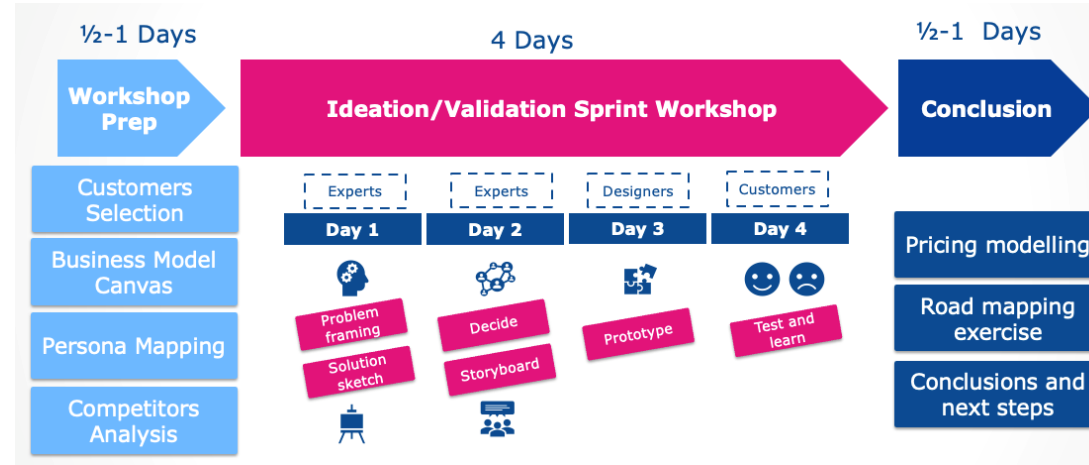 ½-1 Days
4 Days
½-1 Days
Workshop
Prep
Ideation/Validation Sprint Workshop
Conclusion
Customers
Selection
Business Model
Canvas
Persona Mapping
Competitors
Analysis
Experts
Experts
Designers
Customers
Day 1
Day 2
Day 3
Day 4
Problem
framing
Solution
sketch
Decide
Storyboard
Prototype
Test and
learn
Pricing modelling
Road mapping
exercise
Conclusions and
next steps